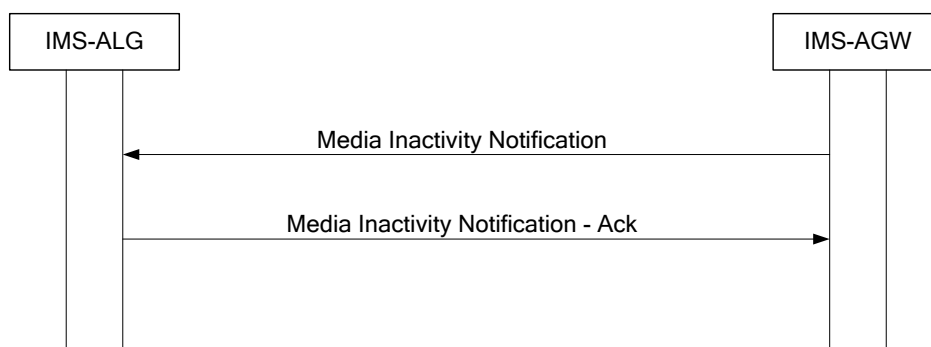 IMS-ALG
IMS-AGW
Media Inactivity Notification
Media Inactivity Notification - Ack